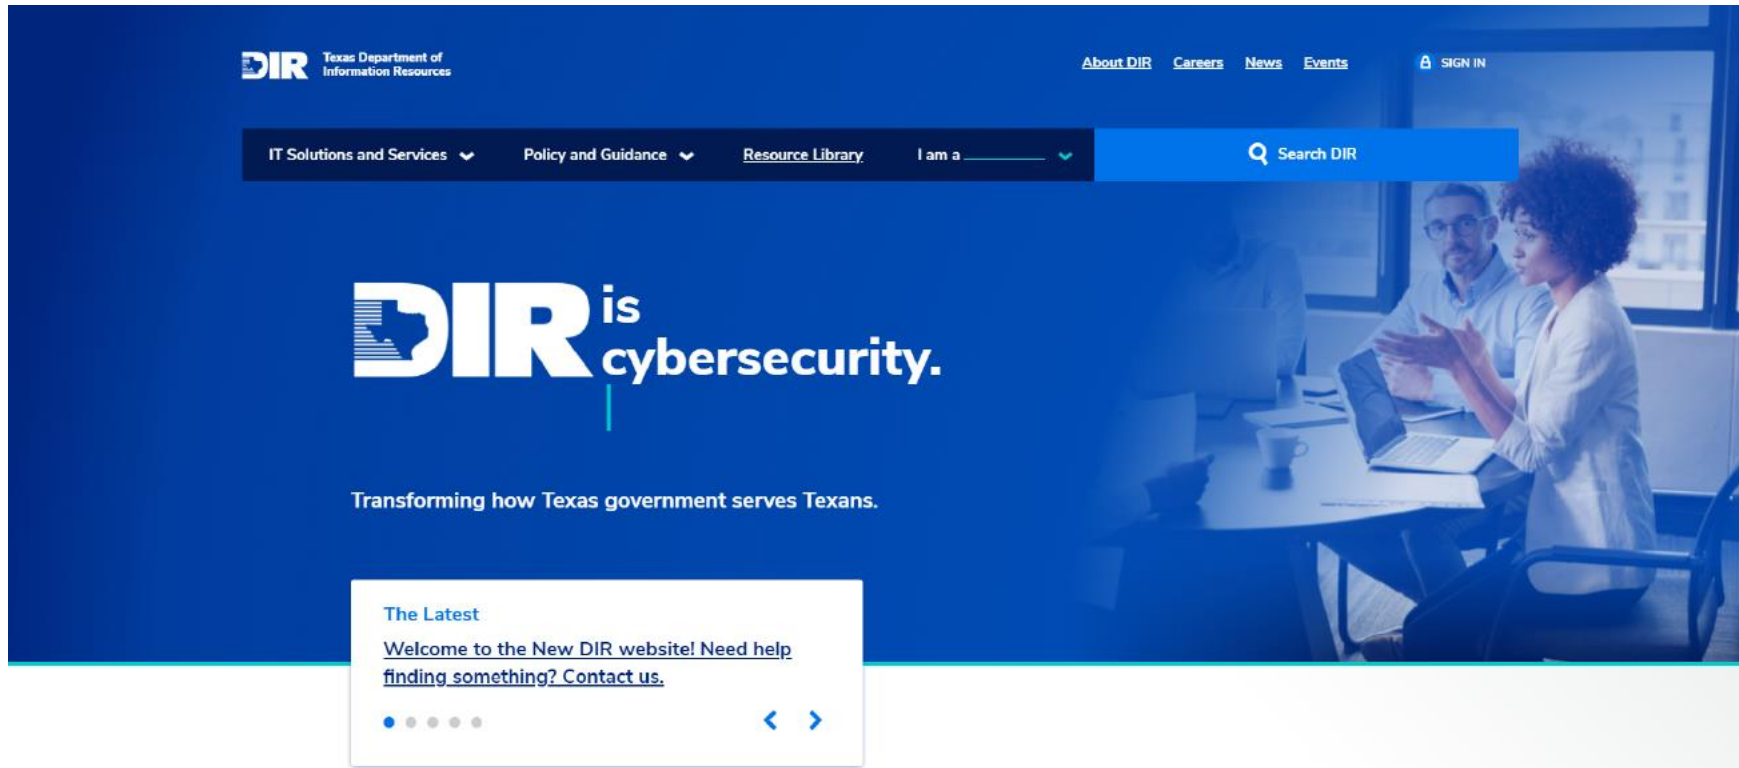 DIR Texas Department of
Information Resources
About DIR Careers News Events SIGN IN
IT Solutions and Services Policy and Guidance Resource Library I am a Search DIR
DIR is
cybersecurity.
Transforming how Texas government serves Texans.
The Latest
Welcome to the New DIR website! Need help
finding something? Contact us.